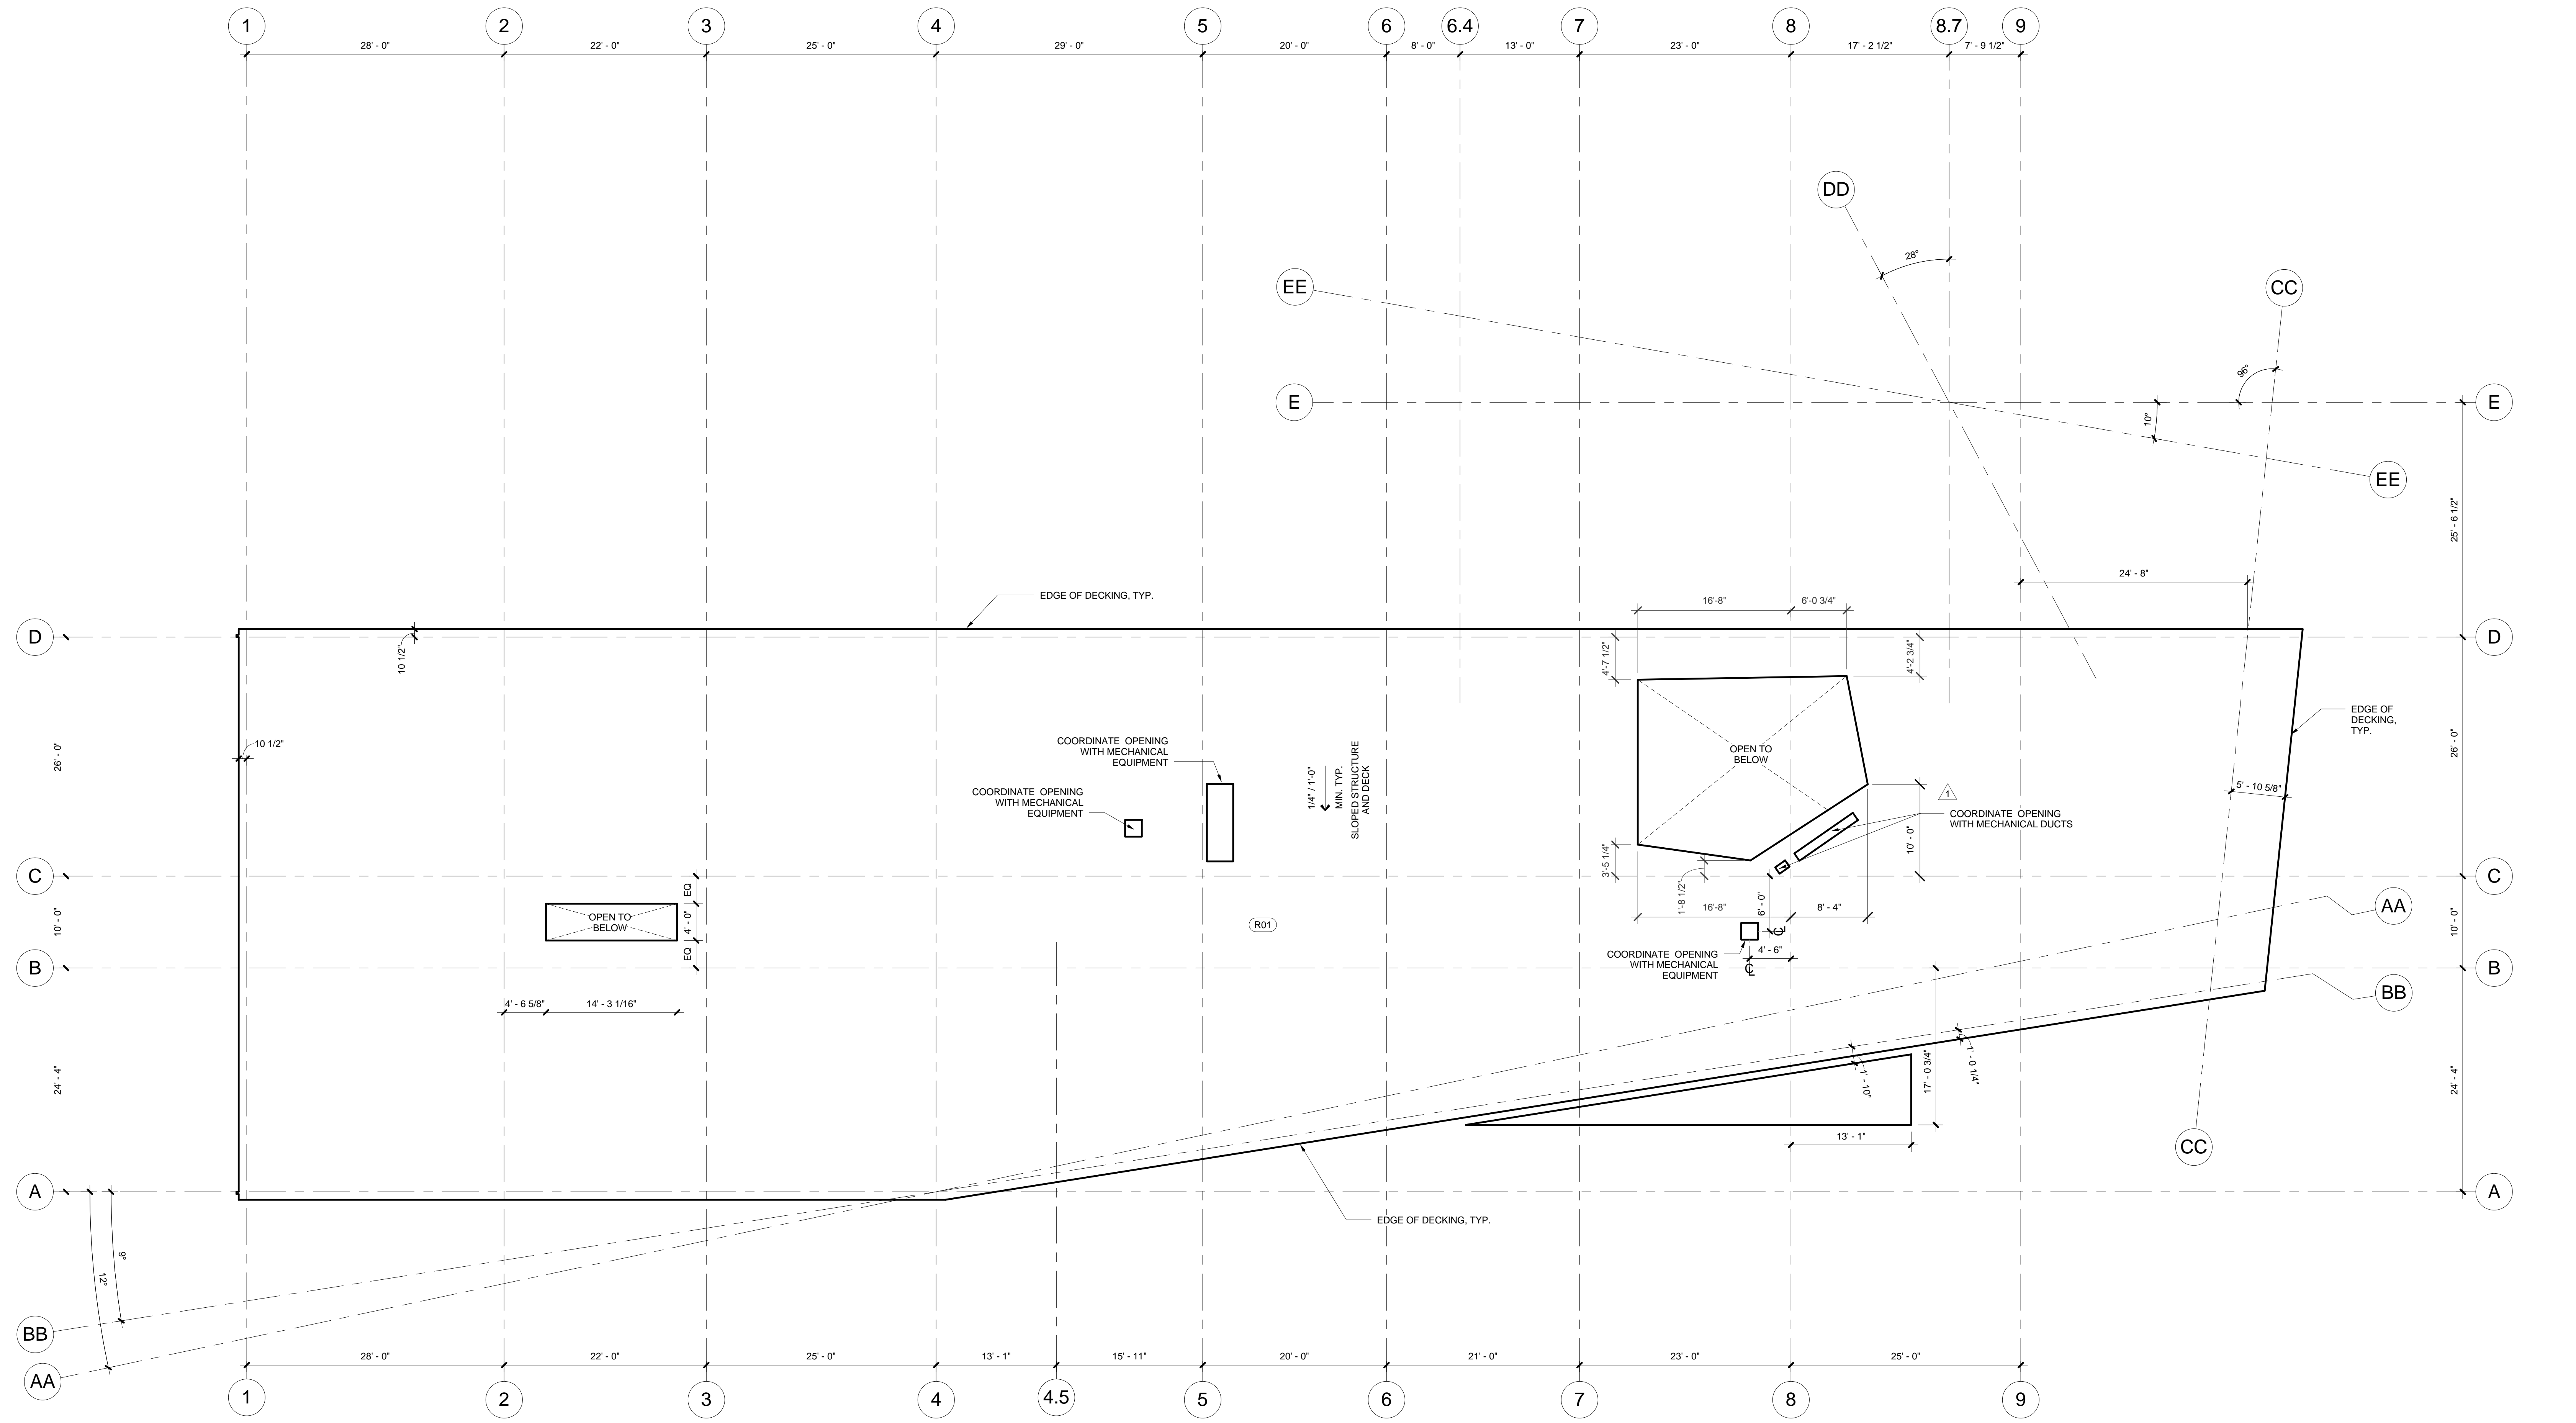 1
2
3
4
5
6
6.4
7
8
8.7
9
28' - 0"
22' - 0"
25' - 0"
29' - 0"
20' - 0"
8' - 0"
13' - 0"
23' - 0"
17' - 2 1/2"
7' - 9 1/2"
DD
28°
EE
CC
96°
E
E
10°
EE
25' - 6 1/2"
24' - 8"
EDGE OF DECKING, TYP.
16'-8"
6'-0 3/4"
D
D
10 1/2"
4'-7 1/2"
4'-2 3/4"
EDGE OF
DECKING,
TYP.
10 1/2"
26' - 0"
COORDINATE OPENING
WITH MECHANICAL
EQUIPMENT
COORDINATE OPENING
WITH MECHANICAL
EQUIPMENT
1/4" / 1'-0"
MIN. TYP.
SLOPED STRUCTURE
AND DECK
OPEN TO
BELOW
26' - 0"
5' - 10 5/8"
1
COORDINATE OPENING
WITH MECHANICAL DUCTS
10' - 0"
3'-5 1/4"
1'-8 1/2"
C
C
EQ
4' - 0"
EQ
OPEN TO
BELOW
10' - 0"
16'-8"
6' - 0"
8' - 4"
10' - 0"
AA
R01
CL
COORDINATE OPENING
WITH MECHANICAL
EQUIPMENT
4' - 6"
CL
B
B
BB
4' - 6 5/8"
14' - 3 1/16"
24' - 4"
1' - 10"
17' - 0 3/4"
1' - 0 1/4"
24' - 4"
13' - 1"
CC
A
A
EDGE OF DECKING, TYP.
9°
12°
BB
AA
28' - 0"
22' - 0"
25' - 0"
13' - 1"
15' - 11"
20' - 0"
21' - 0"
23' - 0"
25' - 0"
1
2
3
4
4.5
5
6
7
8
9